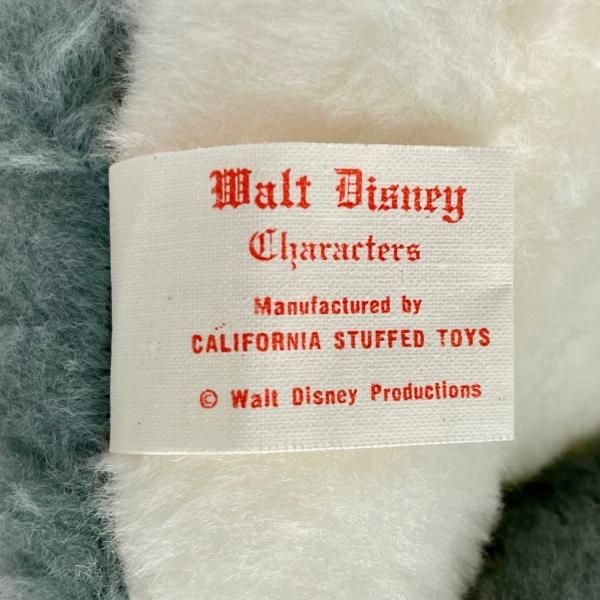 Walt Disney
Characters
Manufactured by
CALIFORNIA STUFFED TOYS
© Walt Disney Productions